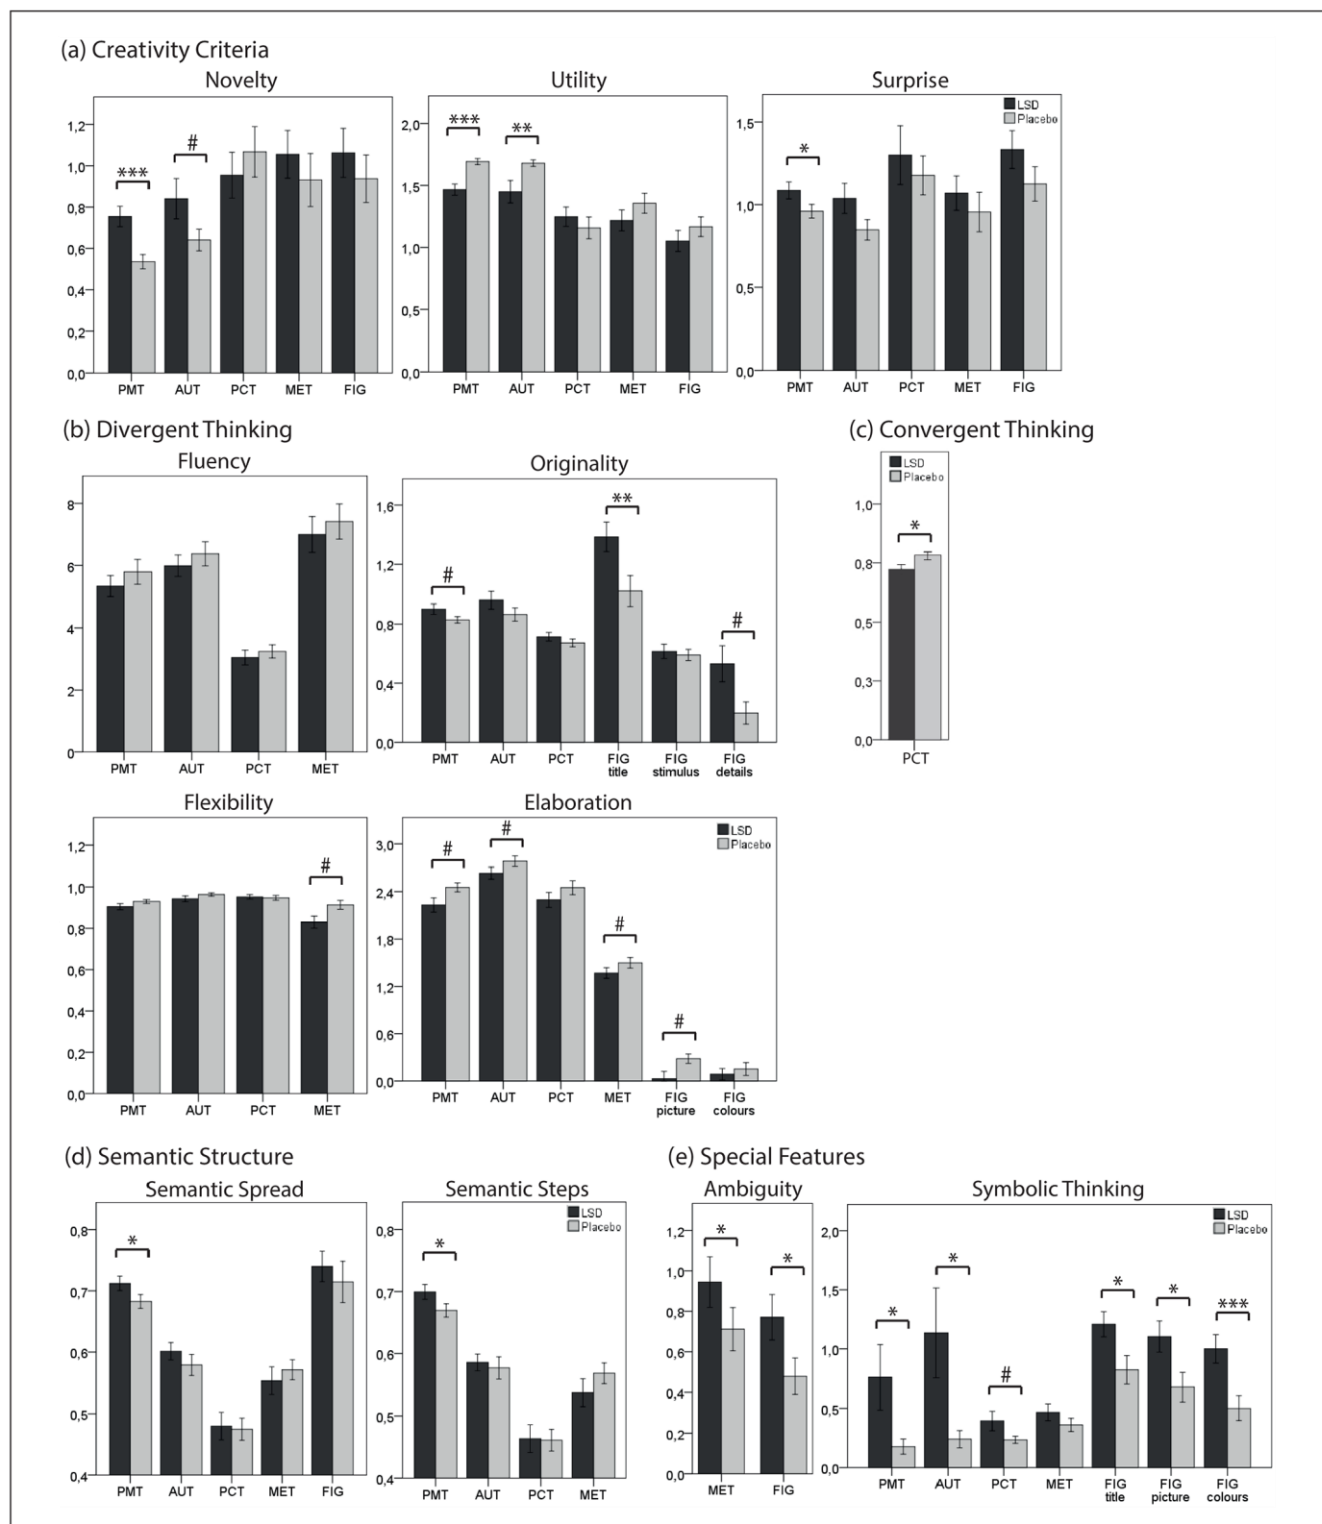 (a) Creativity Criteria
Novelty
Utility
Surprise
1,2
1,0
0,8
0,6
0,4
0,2
0,0
***
#
PMT AUT PCT MET FIG
2,0
1,5
1,0
0,5
0,0
***
**
PMT AUT PCT MET FIG
1,5
1,0
0,5
0,0
*
LSD
Placebo
PMT AUT PCT MET FIG
(b) Divergent Thinking
(c) Convergent Thinking
Fluency
Originality
8
6
4
2
0
PMT AUT PCT MET
1,6
1,2
0,8
0,4
0,0
#
**
#
PMT AUT PCT FIG FIG FIG
title stimulus details
LSD
Placebo
1,0
0,8
0,5
0,3
0,0
*
PCT
Flexibility
Elaboration
1,2
1,0
0,8
0,6
0,4
0,2
0,0
#
PMT AUT PCT MET
3,0
2,4
1,8
1,2
0,6
0,0
#
#
#
#
LSD
Placebo
PMT AUT PCT MET FIG FIG
picture colours
(d) Semantic Structure
(e) Special Features
Semantic Spread
Semantic Steps
Ambiguity
Symbolic Thinking
0,8
0,7
0,6
0,5
0,4
*
PMT AUT PCT MET FIG
0,8
0,7
0,6
0,5
0,4
*
LSD
Placebo
PMT AUT PCT MET
1,2
1,0
0,8
0,6
0,4
0,2
0,0
*
*
MET FIG
2,0
1,5
1,0
0,5
0,0
*
*
#
*
*
***
LSD
Placebo
PMT AUT PCT MET FIG FIG FIG
title picture colours